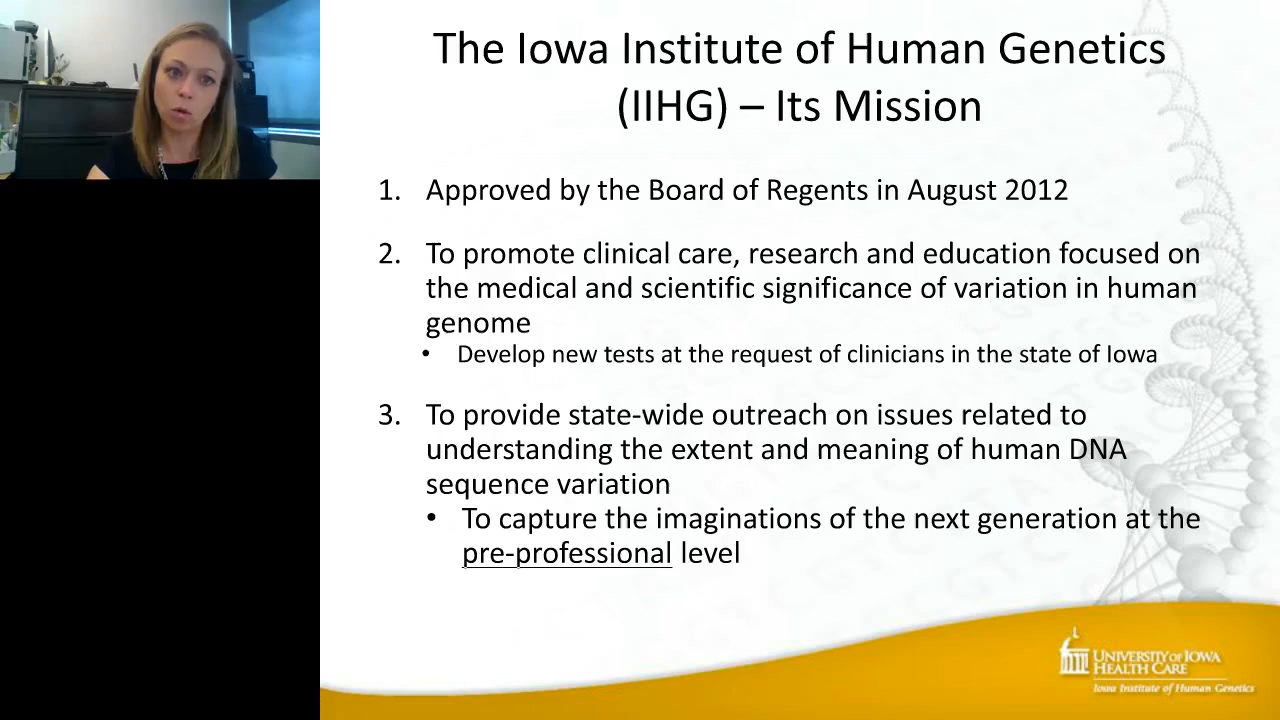 The Iowa Institute of Human Genetics
(IIHG) – Its Mission
1. Approved by the Board of Regents in August 2012
2. To promote clinical care, research and education focused on
the medical and scientific significance of variation in human
genome
• Develop new tests at the request of clinicians in the state of Iowa
3. To provide state-wide outreach on issues related to
understanding the extent and meaning of human DNA
sequence variation
• To capture the imaginations of the next generation at the
pre-professional level
UNIVERSITY OF IOWA
HEALTH CARE
Iowa Institute of Human Genetics